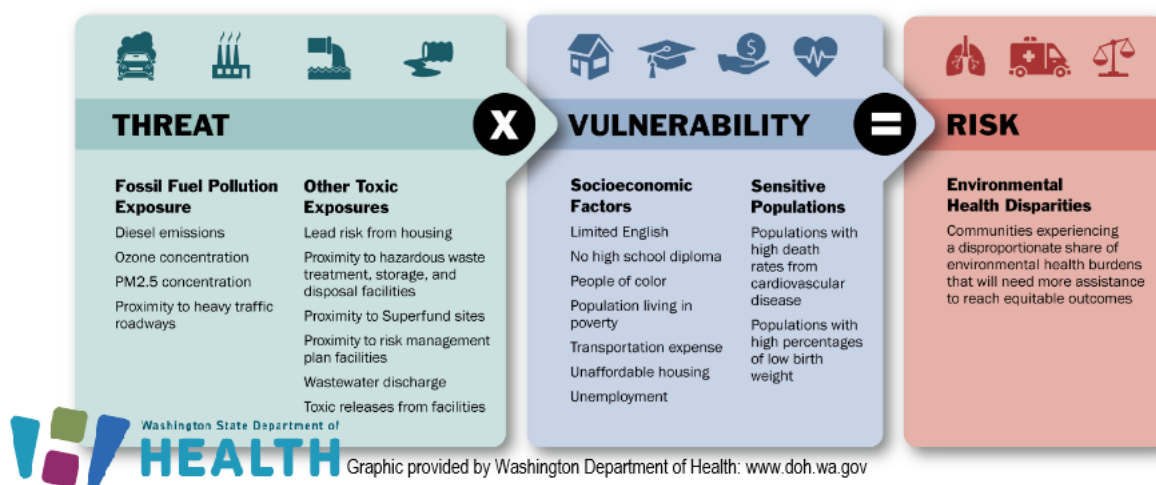 THREAT
X
Fossil Fuel Pollution
Exposure
Diesel emissions
Ozone concentration
PM2.5 concentration
Proximity to heavy traffic
roadways
Other Toxic
Exposures
Lead risk from housing
Proximity to hazardous waste
treatment, storage, and
disposal facilities
Proximity to Superfund sites
Proximity to risk management
plan facilities
Wastewater discharge
Toxic releases from facilities
$
VULNERABILITY
=
Socioeconomic
Factors
Limited English
No high school diploma
People of color
Population living in
poverty
Transportation expense
Unaffordable housing
Unemployment
Sensitive
Populations
Populations with
high death
rates from
cardiovascular
disease
Populations with
high percentages
of low birth
weight
RISK
Environmental
Health Disparities
Communities experiencing
a disproportionate share of
environmental health burdens
that will need more assistance
to reach equitable outcomes
Washington State Department of
HEALTH
Graphic provided by Washington Department of Health: www.doh.wa.gov